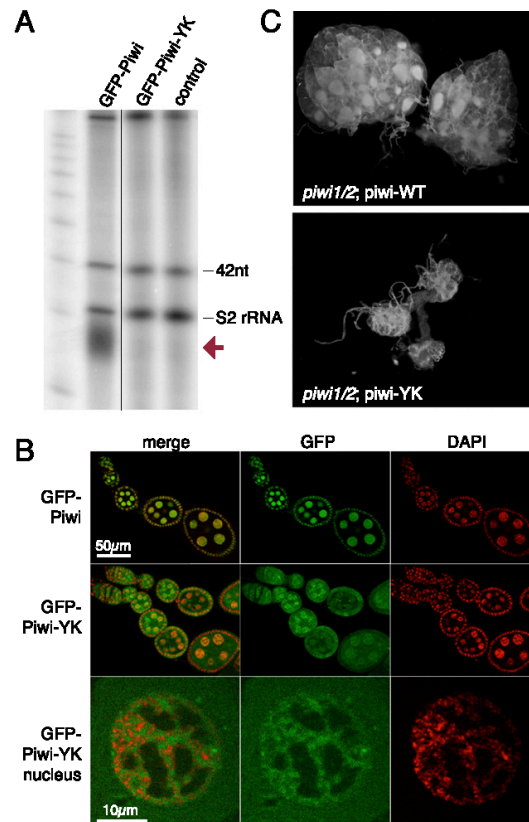 A
GFP-Piwi
GFP-Piwi-YK
control
42nt
S2 rRNA
C
piwi1/2; piwi-WT
piwi1/2; piwi-YK
B
merge
GFP
DAPI
GFP-
Piwi
50µm
GFP-
Piwi-YK
GFP-
Piwi-YK
nucleus
10µm